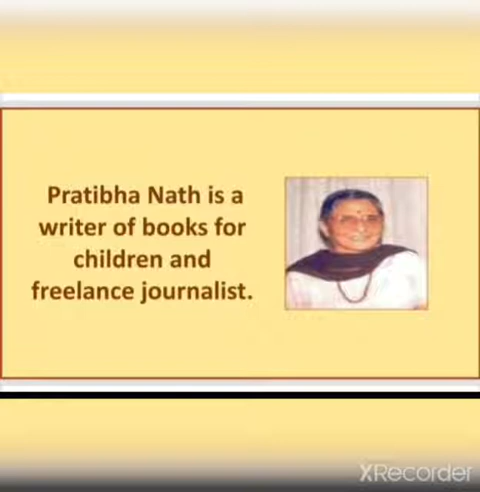 Pratibha Nath is a
writer of books for
children and
freelance journalist.
XRecorder